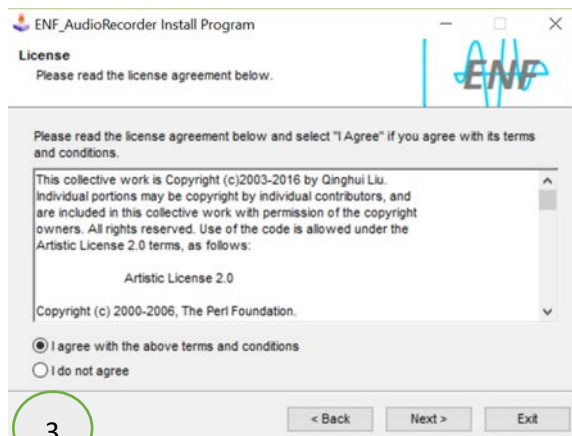 ENF_AudioRecorder Install Program
License
Please read the license agreement below.
ENF
Please read the license agreement below and select "I Agree" if you agree with its terms
and conditions.
This collective work is Copyright (c)2003-2016 by Qinghui Liu.
Individual portions may be copyright by individual contributors, and
are included in this collective work with permission of the copyright
owners. All rights reserved. Use of the code is allowed under the
Artistic License 2.0 terms, as follows:
Artistic License 2.0
Copyright (c) 2000-2006, The Perl Foundation.
I agree with the above terms and conditions
I do not agree
< Back Next > Exit
3